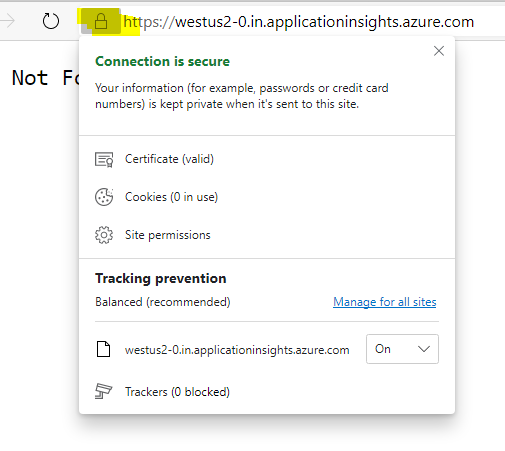 https://westus2-0.in.applicationinsights.azure.com
Not Fo
Connection is secure
Your information (for example, passwords or credit card
numbers) is kept private when it's sent to this site.
Certificate (valid)
Cookies (0 in use)
Site permissions
Tracking prevention
Balanced (recommended) Manage for all sites
westus2-0.in.applicationinsights.azure.com On
Trackers (0 blocked)